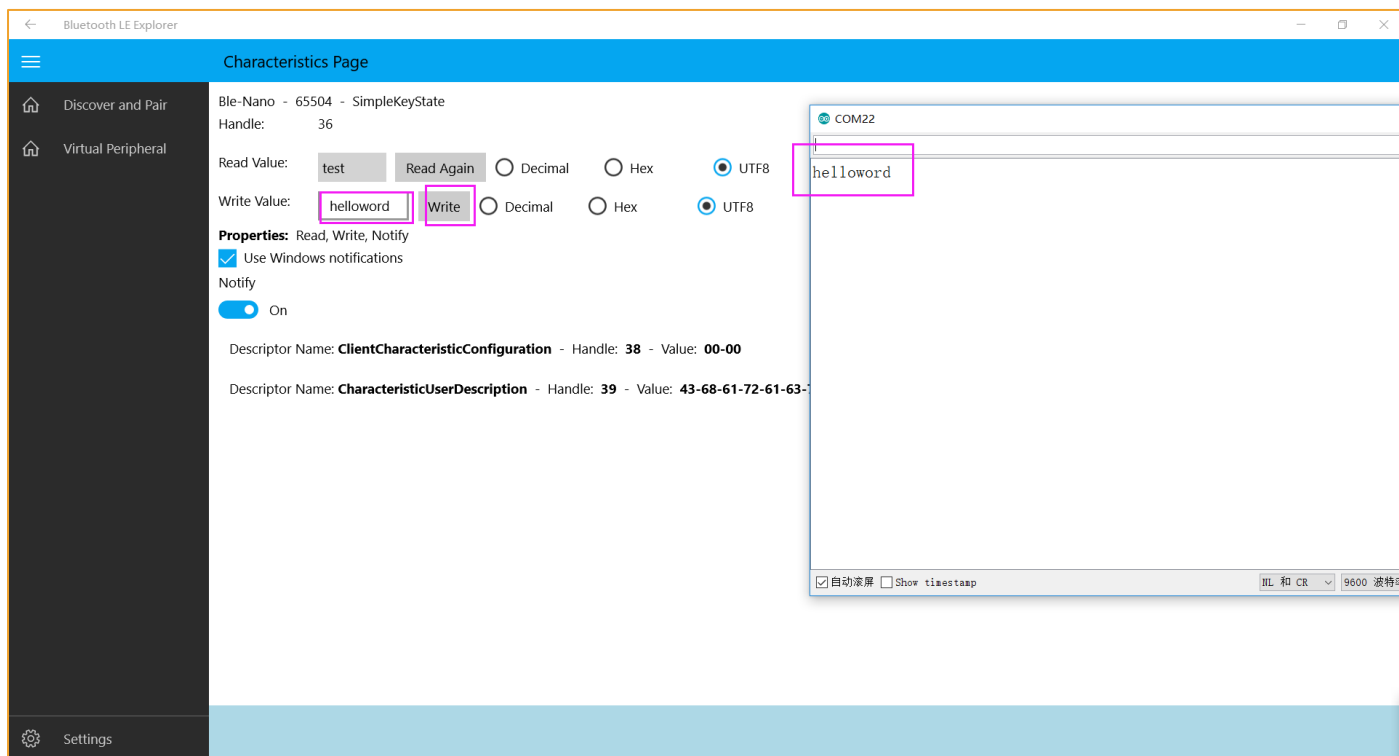 Bluetooth LE Explorer
Characteristics Page
Discover and Pair
Virtual Peripheral
Settings
Ble-Nano - 65504 - SimpleKeyState
Handle: 36
Read Value: test Read Again Decimal Hex UTF8
Write Value: helloword Write Decimal Hex UTF8
Properties: Read, Write, Notify
Use Windows notifications
Notify
On
Descriptor Name: ClientCharacteristicConfiguration - Handle: 38 - Value: 00-00
Descriptor Name: CharacteristicUserDescription - Handle: 39 - Value: 43-68-61-72-61-63-
COM22
helloword
自动滚屏 Show timestamp NL 和 CR 9600 波特